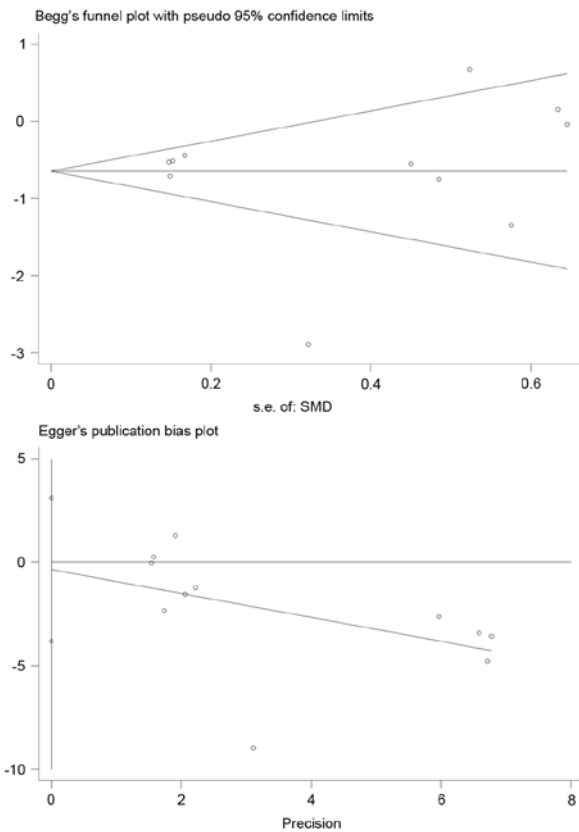 Begg's funnel plot with pseudo 95% confidence limits
1
0
-1
-2
-3
0 0.2 0.4 0.6
s.e. of: SMD
Egger's publication bias plot
5
0
-5
-10
0 2 4 6 8
Precision